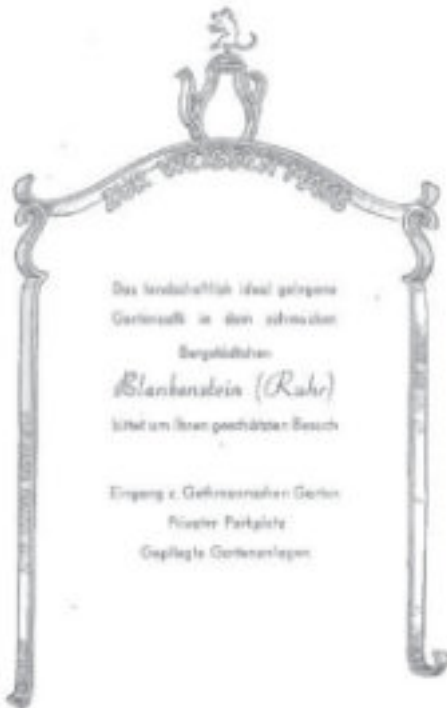 ZUR
Das landschaftlich ideal gelegene
Gartencafé in dem schmucken
Bergstädtchen
Blankenstein (Ruhr)
bittet um Ihren geschätzten Besuch
Eingang z. Gethmannschen Garten
Privater Parkplatz
Gepflegte Gartenanlagen